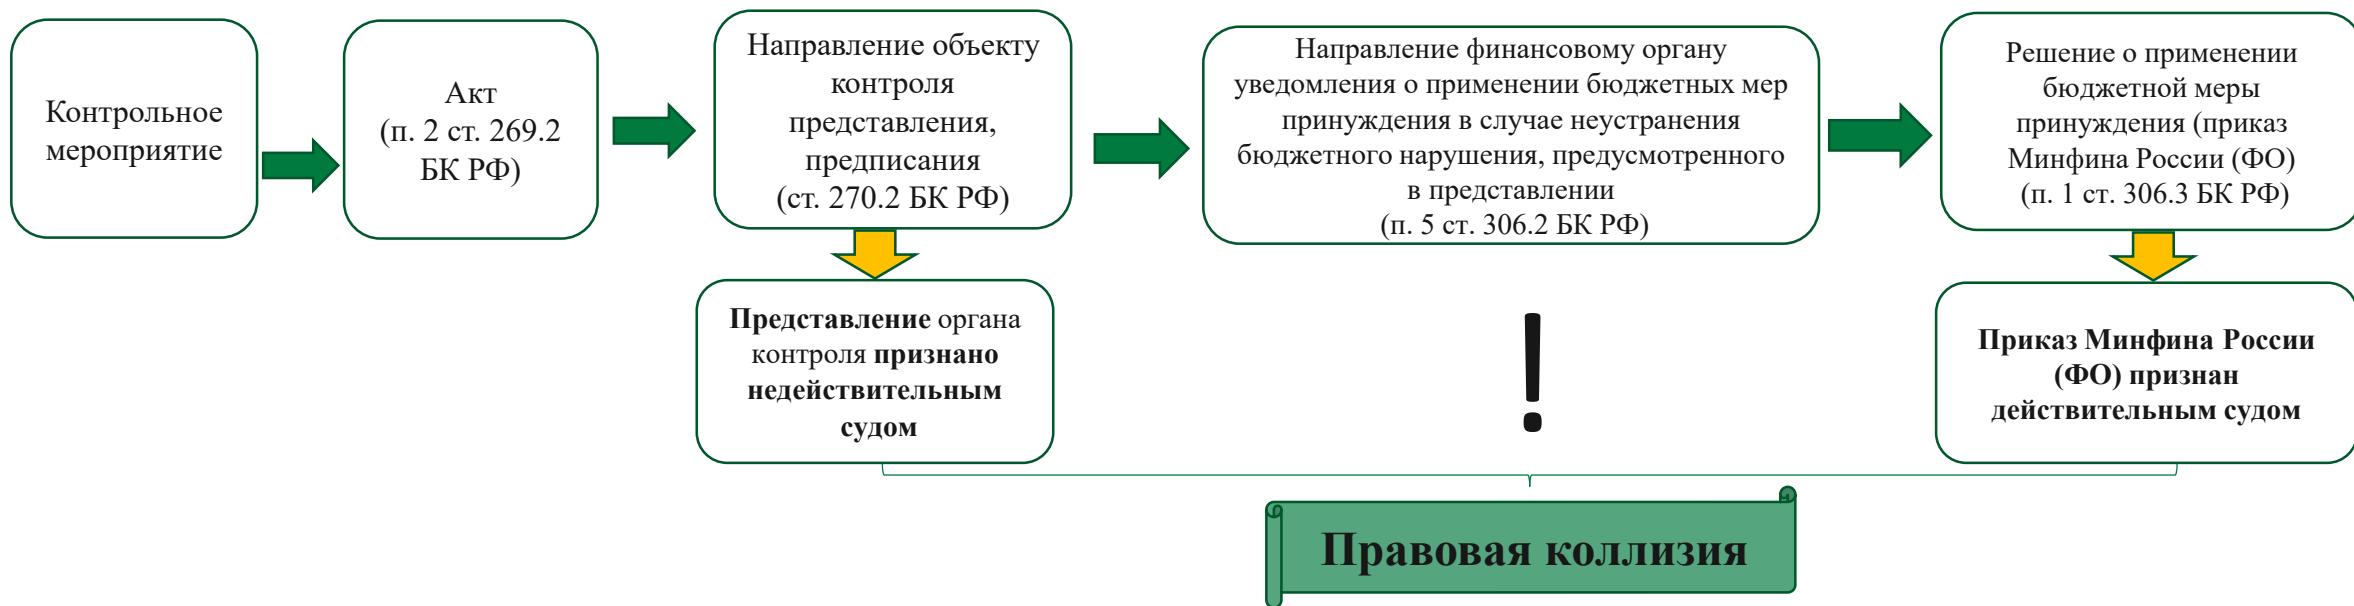 Контрольное
мероприятие
Акт
(п. 2 ст. 269.2
БК РФ)
Направление объекту
контроля
представления,
предписания
(ст. 270.2 БК РФ)
Направление финансовому органу
уведомления о применении бюджетных мер
принуждения в случае неустранения
бюджетного нарушения, предусмотренного
в представлении
(п. 5 ст. 306.2 БК РФ)
Решение о применении
бюджетной меры
принуждения (приказ
Минфина России (ФО)
(п. 1 ст. 306.3 БК РФ)
Представление органа
контроля признано
недействительным
судом
!
Приказ Минфина России
(ФО) признан
действительным судом
Правовая коллизия